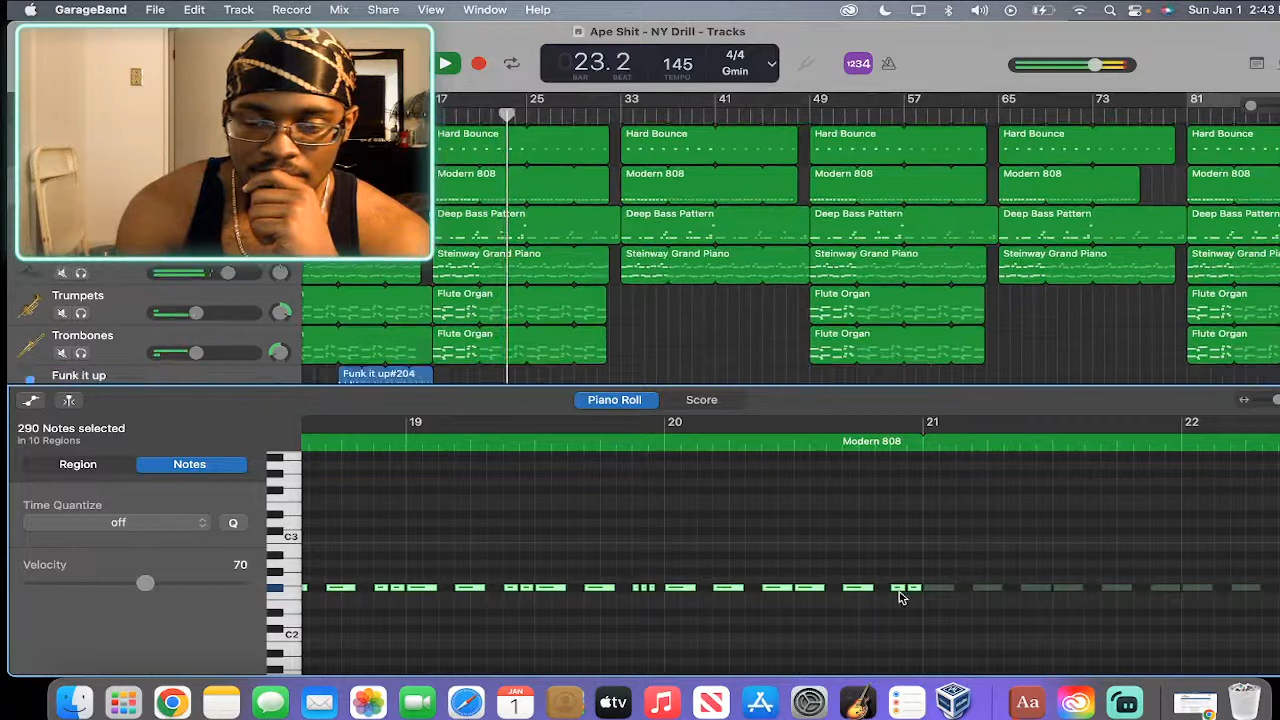 GarageBand File Edit Track Record Mix Share View Window Help Sun Jan 1 2:43
Ape Shit - NY Drill - Tracks
23.2 145 4/4 Gmin
BAR BEAT TEMPO
1234
17 25 33 41 49 57 65 73 81
Hard Bounce Hard Bounce Hard Bounce Hard Bounce Hard Bounce
Modern 808 Modern 808 Modern 808 Modern 808 Modern 808
Deep Bass Pattern Deep Bass Pattern Deep Bass Pattern Deep Bass Pattern Deep Bass
Steinway Grand Piano Steinway Grand Piano Steinway Grand Piano Steinway Grand Piano Steinway Gra
Trumpets Flute Organ Flute Organ Flute Organ
Trombones Flute Organ Flute Organ Flute Organ
Funk it up Funk it up#204
Piano Roll Score
290 Notes selected
in 10 Regions
19 20 21 22
Modern 808
Region Notes
Time Quantize
off Q
C3
Velocity 70
C2
JAN
1
tv
Aa